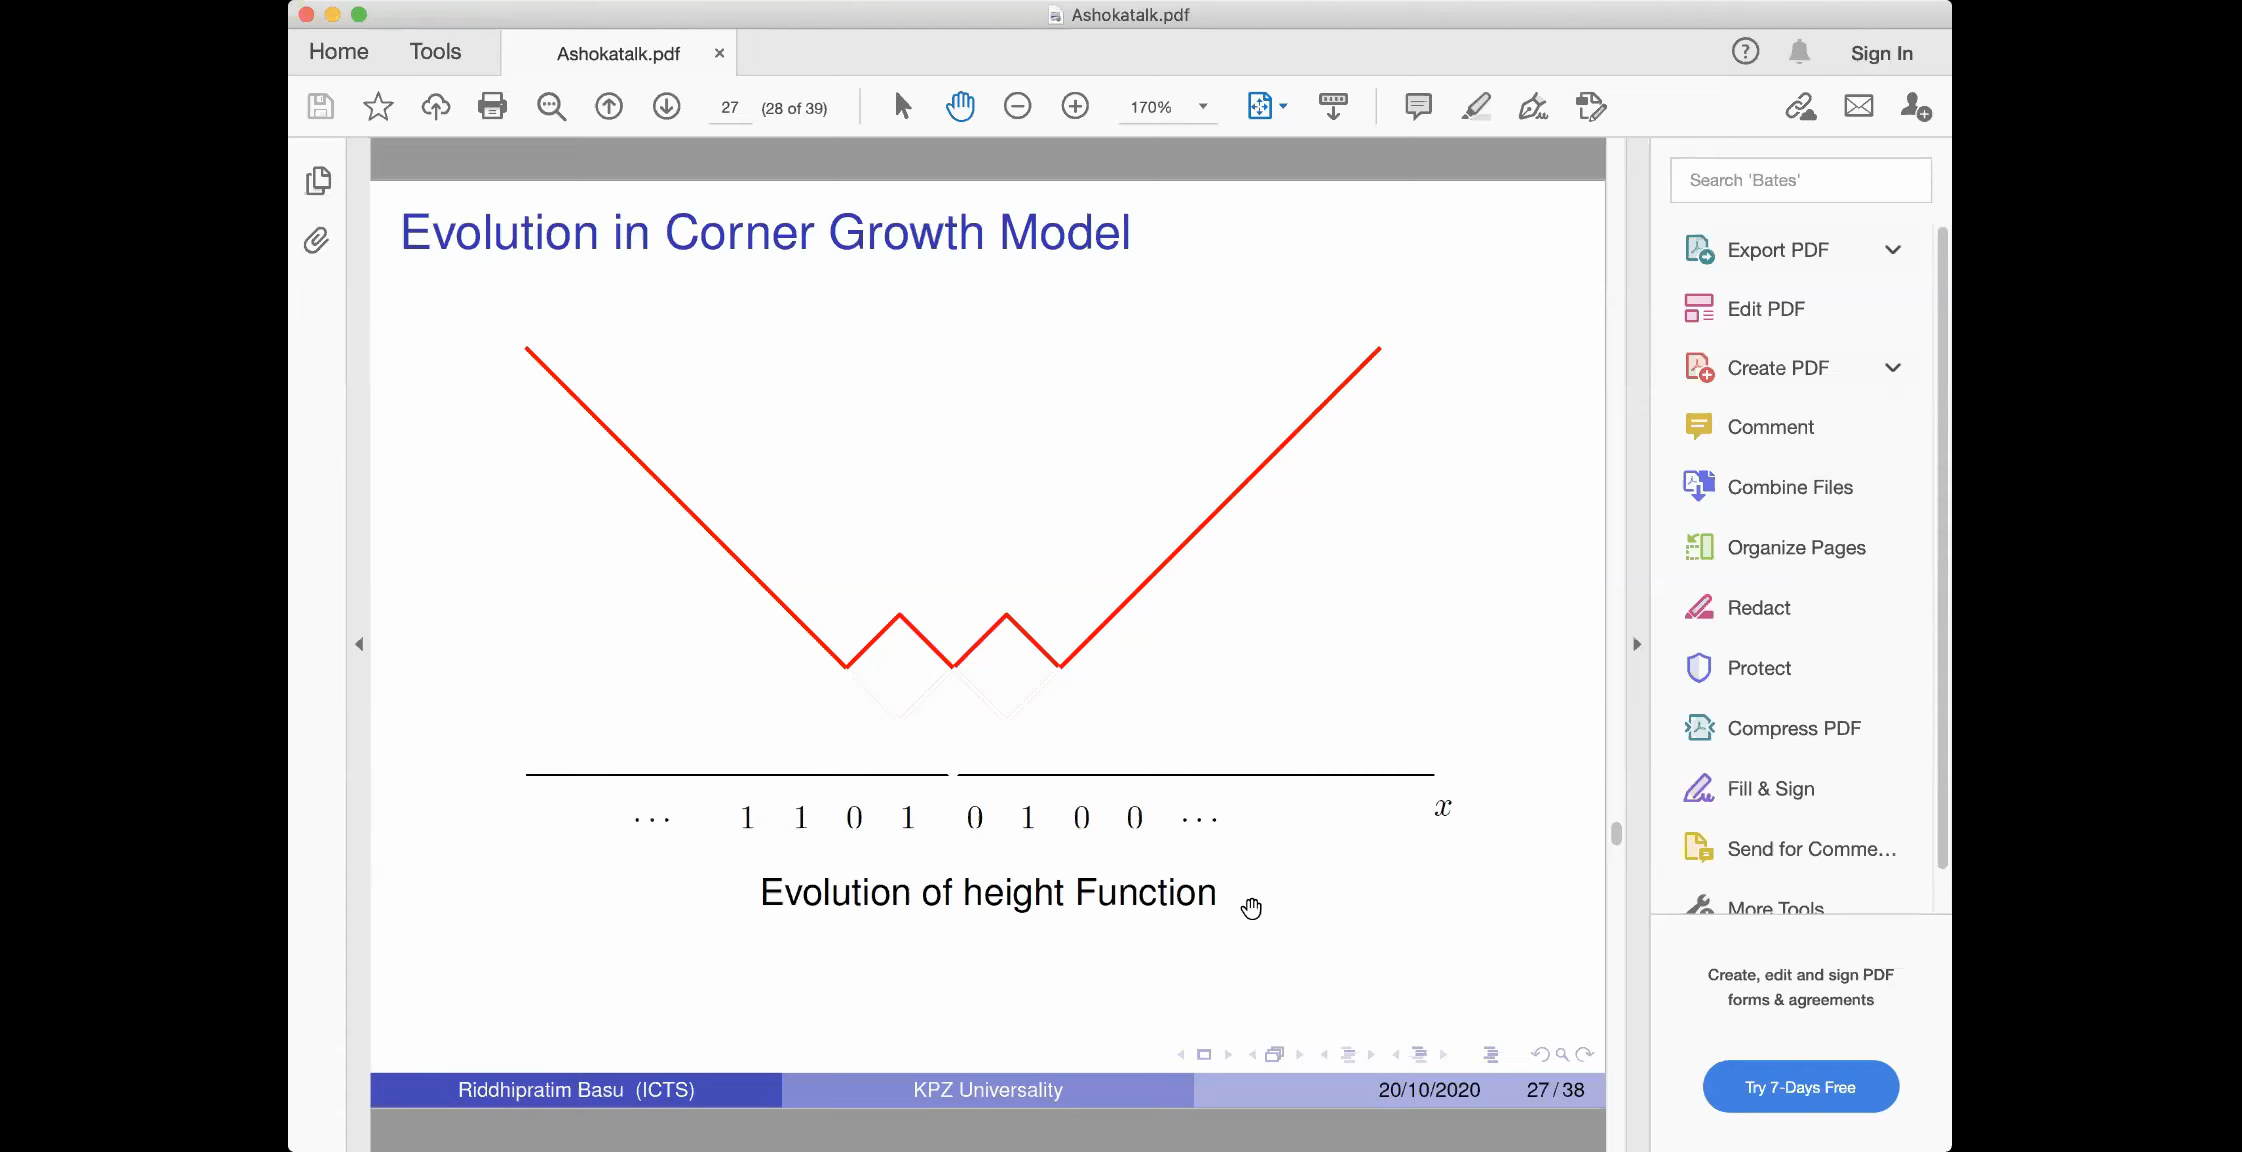 Ashokatalk.pdf
Home Tools Ashokatalk.pdf × Sign In
27 (28 of 39) 170%
Search 'Bates'
Evolution in Corner Growth Model
Export PDF
Edit PDF
Create PDF
Comment
Combine Files
Organize Pages
Redact
Protect
Compress PDF
Fill & Sign
Send for Comme...
More Tools
x
··· 1 1 0 1 0 1 0 0 ···
Evolution of height Function
Create, edit and sign PDF
forms & agreements
Try 7-Days Free
Riddhipratim Basu (ICTS) KPZ Universality 20/10/2020 27/38